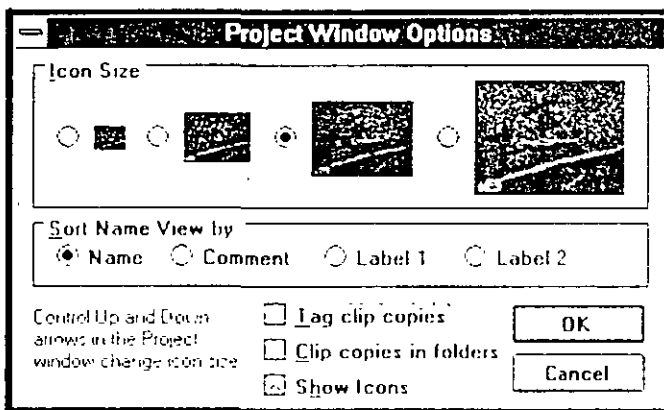 Project Window Options
Icon Size
Sort Name View by
Name Comment Label 1 Label 2
Control Up and Down
arrows in the Project
window change icon size
Tag clip copies
Clip copies in folders
Show Icons
OK
Cancel